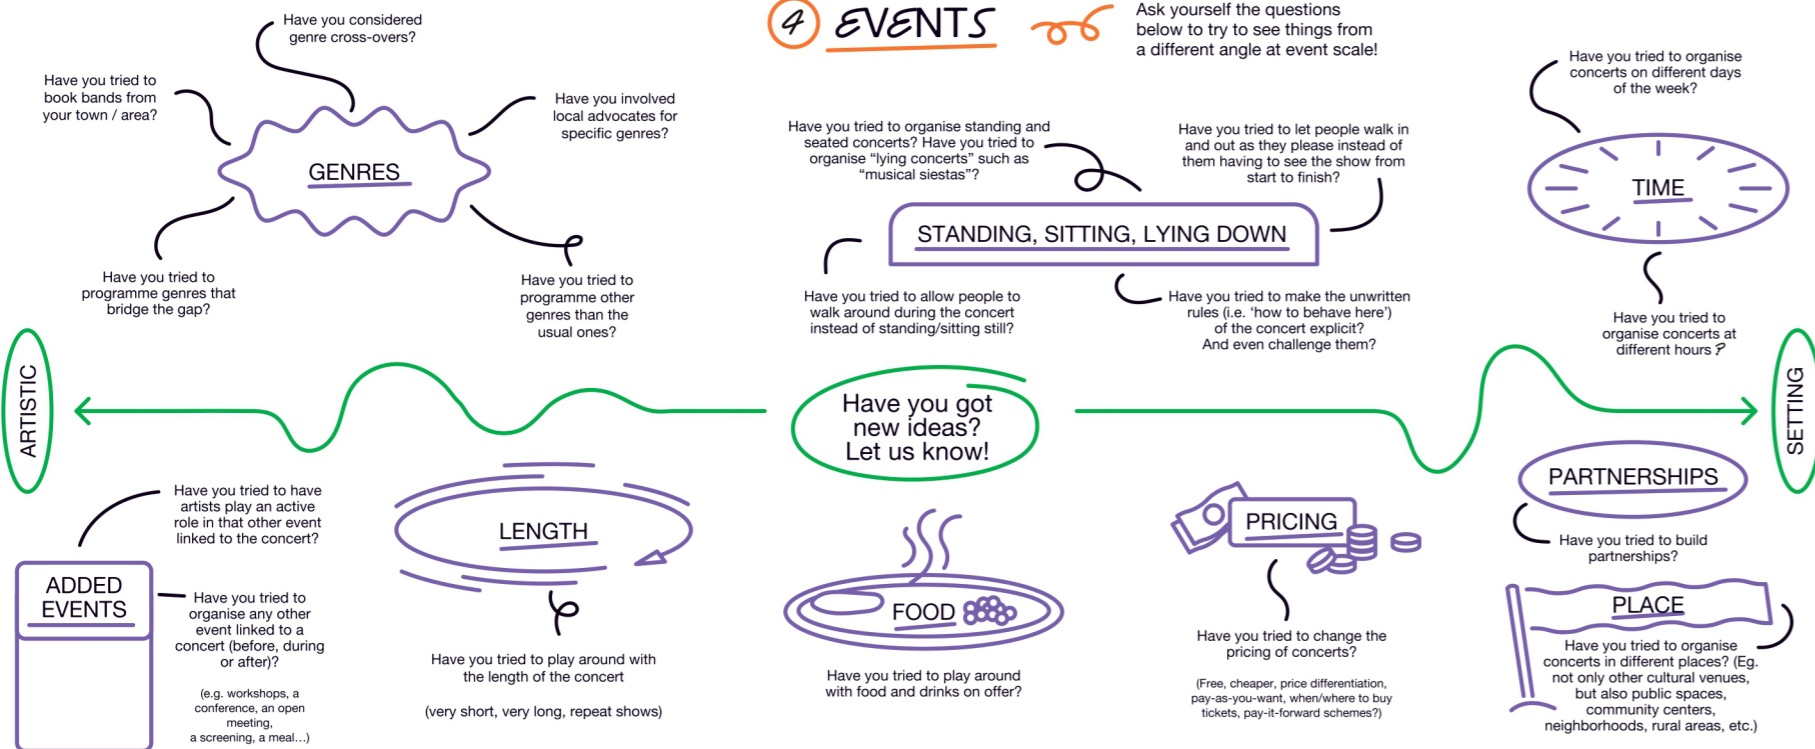 4 EVENTS
Ask yourself the questions
below to try to see things from
a different angle at event scale!
Have you considered
genre cross-overs?
Have you tried to
book bands from
your town / area?
Have you involved
local advocates for
specific genres?
GENRES
Have you tried to
programme genres that
bridge the gap?
Have you tried to
programme other
genres than the
usual ones?
Have you tried to organise standing and
seated concerts? Have you tried to
organise “lying concerts” such as
“musical siestas”?
Have you tried to let people walk in
and out as they please instead of
them having to see the show from
start to finish?
STANDING, SITTING, LYING DOWN
Have you tried to allow people to
walk around during the concert
instead of standing/sitting still?
Have you tried to make the unwritten
rules (i.e. ‘how to behave here’)
of the concert explicit?
And even challenge them?
Have you tried to organise
concerts on different days
of the week?
TIME
Have you tried to
organise concerts at
different hours ?
ARTISTIC
Have you got
new ideas?
Let us know!
SETTING
Have you tried to have
artists play an active
role in that other event
linked to the concert?
ADDED
EVENTS
Have you tried to
organise any other
event linked to a
concert (before, during
or after)?
(e.g. workshops, a
conference, an open
meeting,
a screening, a meal...)
LENGTH
Have you tried to play around with
the length of the concert
(very short, very long, repeat shows)
FOOD
Have you tried to play around
with food and drinks on offer?
PRICING
Have you tried to change the
pricing of concerts?
(Free, cheaper, price differentiation,
pay-as-you-want, when/where to buy
tickets, pay-it-forward schemes?)
PARTNERSHIPS
Have you tried to build
partnerships?
PLACE
Have you tried to organise
concerts in different places? (Eg.
not only other cultural venues,
but also public spaces,
community centers,
neighborhoods, rural areas, etc.)